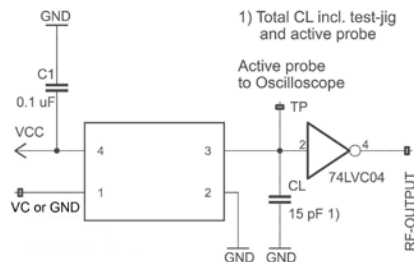 GND
1) Total CL incl. test-jig
and active probe
C1
0.1 uF
Active probe
to Oscilloscope
TP
VCC
4
3
2
4
74LVC04
1
2
VC or GND
CL
15 pF 1)
GND
GND
RF-OUTPUT